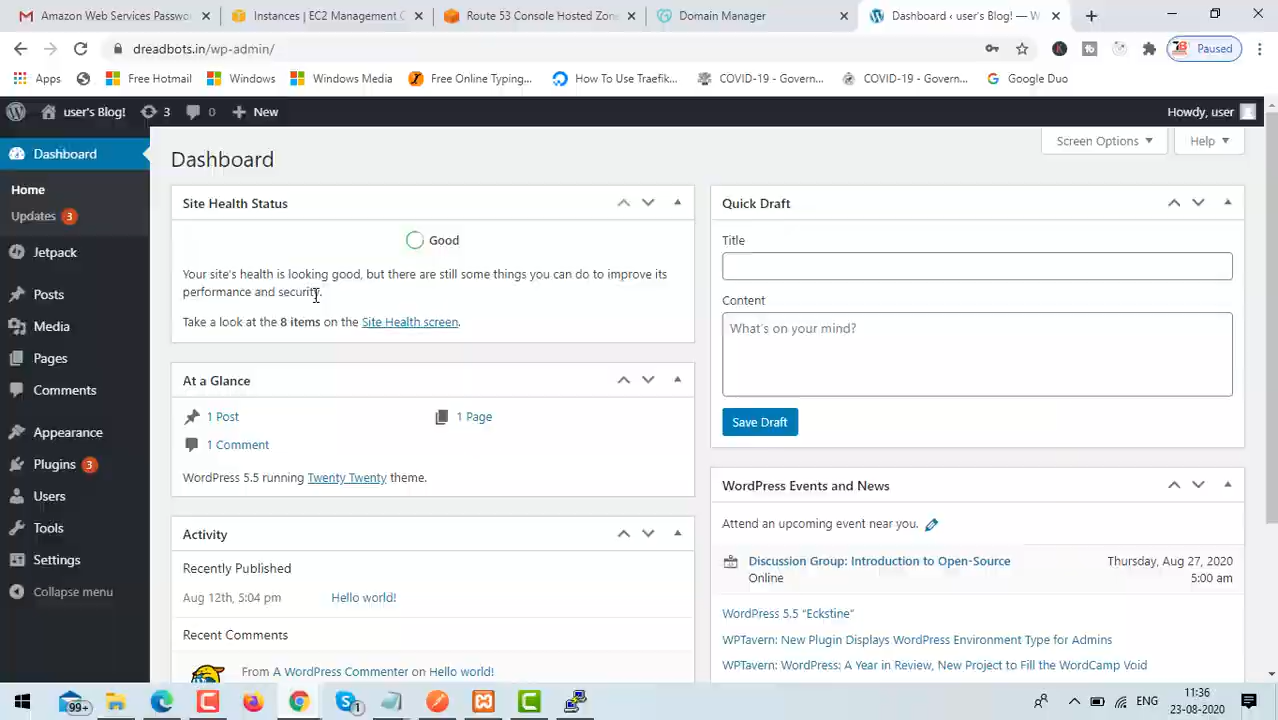 Amazon Web Services Passwo
Instances | EC2 Management C
Route 53 Console Hosted Zone
Domain Manager
Dashboard ‹ user's Blog! — W
dreadbots.in/wp-admin/
Paused
Apps
Free Hotmail
Windows
Windows Media
Free Online Typing...
How To Use Traefik...
COVID-19 - Govern...
COVID-19 - Govern...
Google Duo
user's Blog!
3
0
New
Howdy, user
Dashboard
Home
Updates 3
Jetpack
Posts
Media
Pages
Comments
Appearance
Plugins 3
Users
Tools
Settings
Collapse menu
Dashboard
Screen Options
Help
Site Health Status
Good
Your site's health is looking good, but there are still some things you can do to improve its
performance and security.
Take a look at the 8 items on the Site Health screen.
At a Glance
1 Post
1 Page
1 Comment
WordPress 5.5 running Twenty Twenty theme.
Activity
Recently Published
Aug 12th, 5:04 pm
Hello world!
Recent Comments
From A WordPress Commenter on Hello world!
Quick Draft
Title
Content
What's on your mind?
Save Draft
WordPress Events and News
Attend an upcoming event near you.
Discussion Group: Introduction to Open-Source
Online
Thursday, Aug 27, 2020
5:00 am
WordPress 5.5 "Eckstine"
WPTavern: New Plugin Displays WordPress Environment Type for Admins
WPTavern: WordPress: A Year in Review, New Project to Fill the WordCamp Void
99+
1
ENG
11:36
23-08-2020